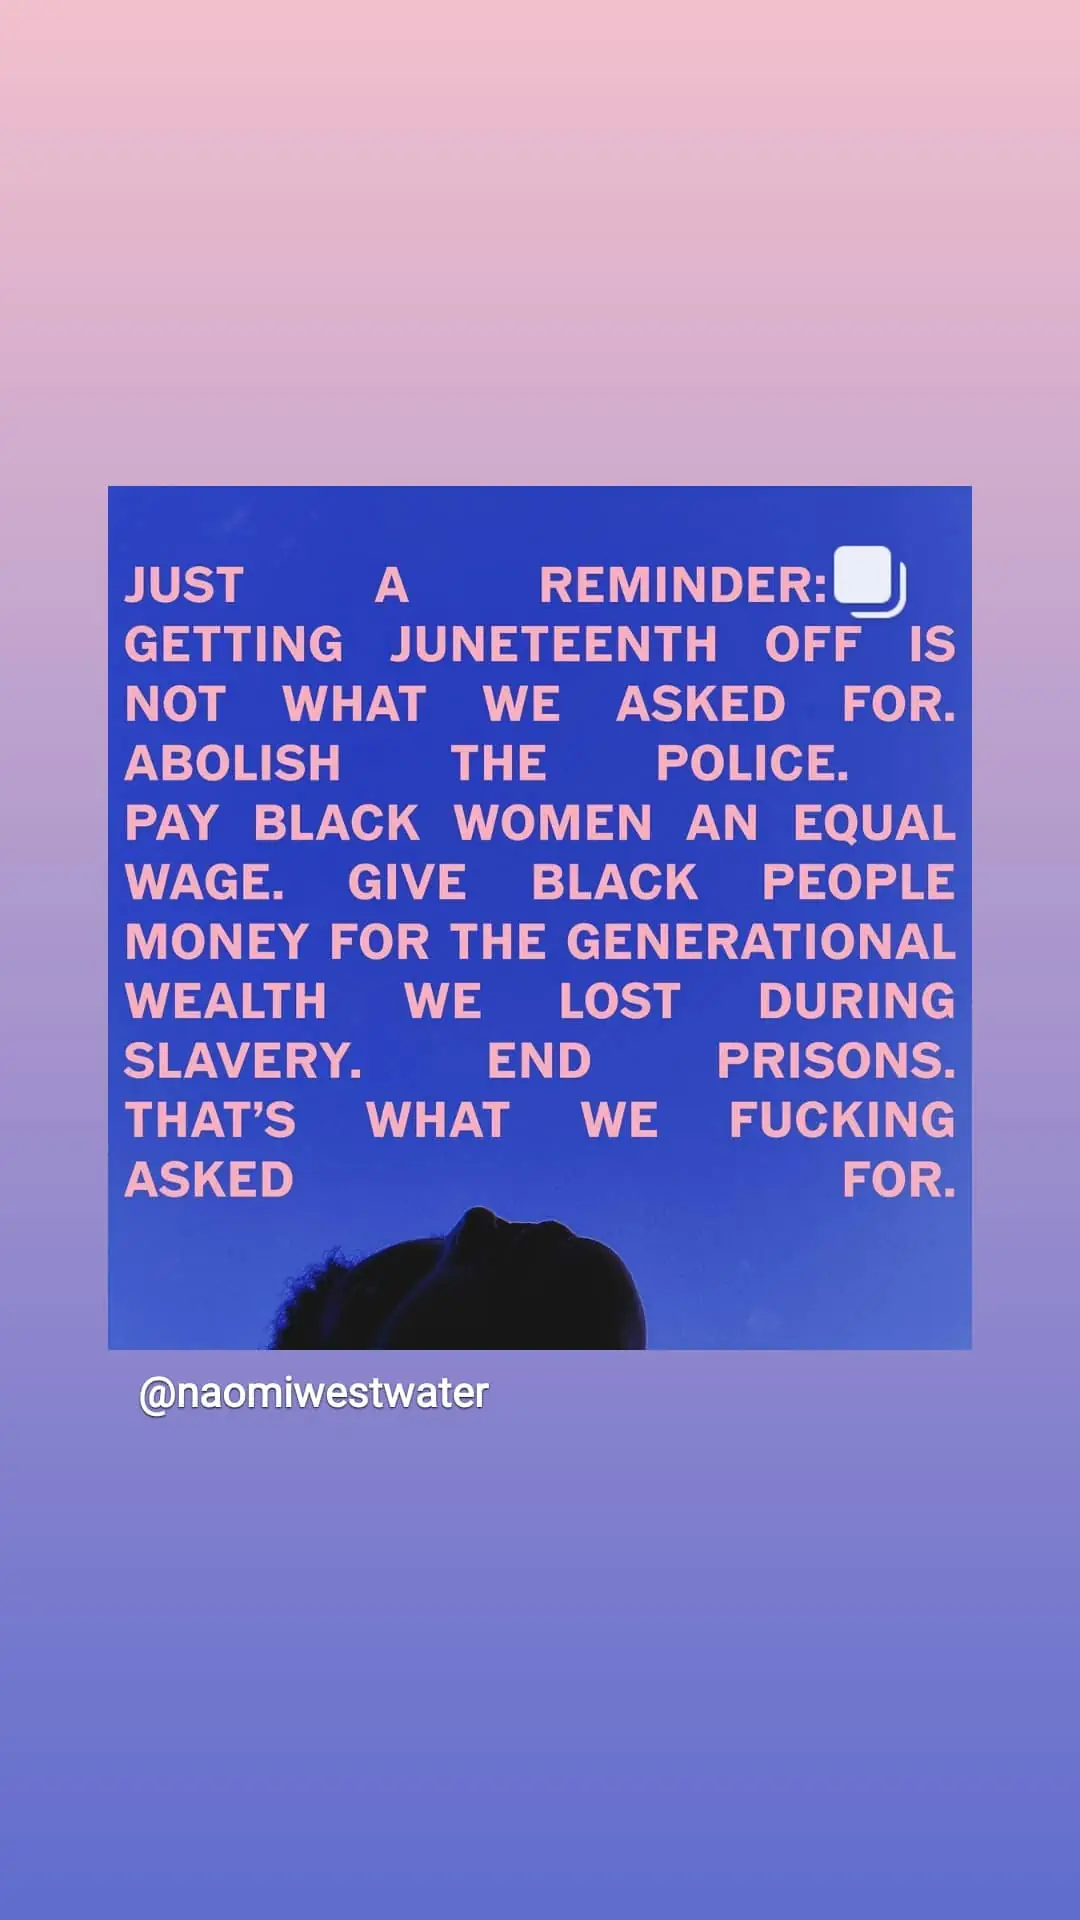 JUST A REMINDER:
GETTING JUNETEENTH OFF IS
NOT WHAT WE ASKED FOR.
ABOLISH THE POLICE.
PAY BLACK WOMEN AN EQUAL
WAGE. GIVE BLACK PEOPLE
MONEY FOR THE GENERATIONAL
WEALTH WE LOST DURING
SLAVERY. END PRISONS.
THAT’S WHAT WE FUCKING
ASKED FOR.
@naomiwestwater